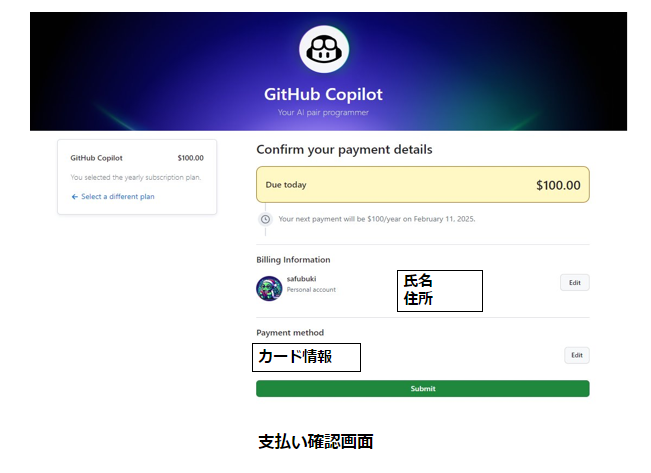 GitHub Copilot
Your AI pair programmer
GitHub Copilot $100.00
You selected the yearly subscription plan.
← Select a different plan
Confirm your payment details
Due today $100.00
Your next payment will be $100/year on February 11, 2025.
Billing Information
safubuki
Personal account
氏名
住所
Edit
Payment method
カード情報
Edit
Submit
支払い確認画面